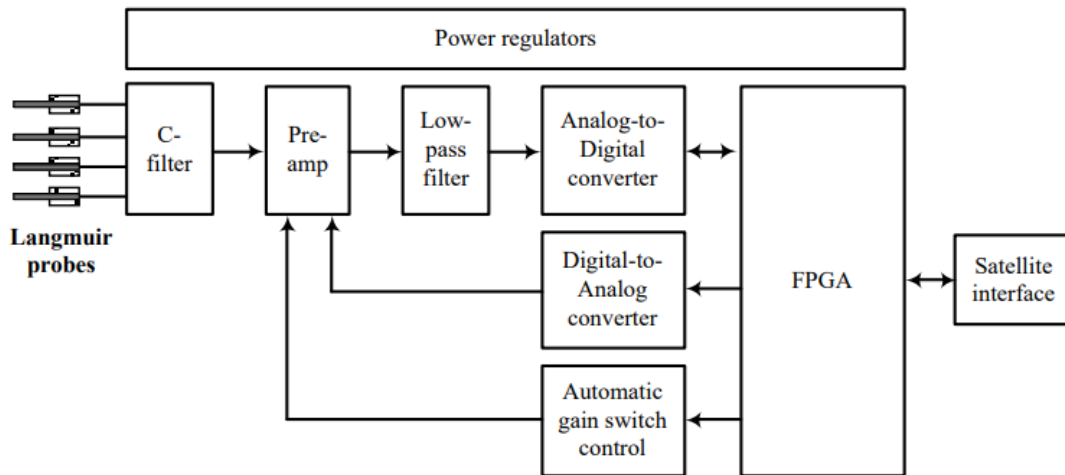 Power regulators
C-
filter
Pre-
amp
Low-
pass
filter
Analog-to-
Digital
converter
Langmuir
probes
Digital-to-
Analog
converter
FPGA
Satellite
interface
Automatic
gain switch
control